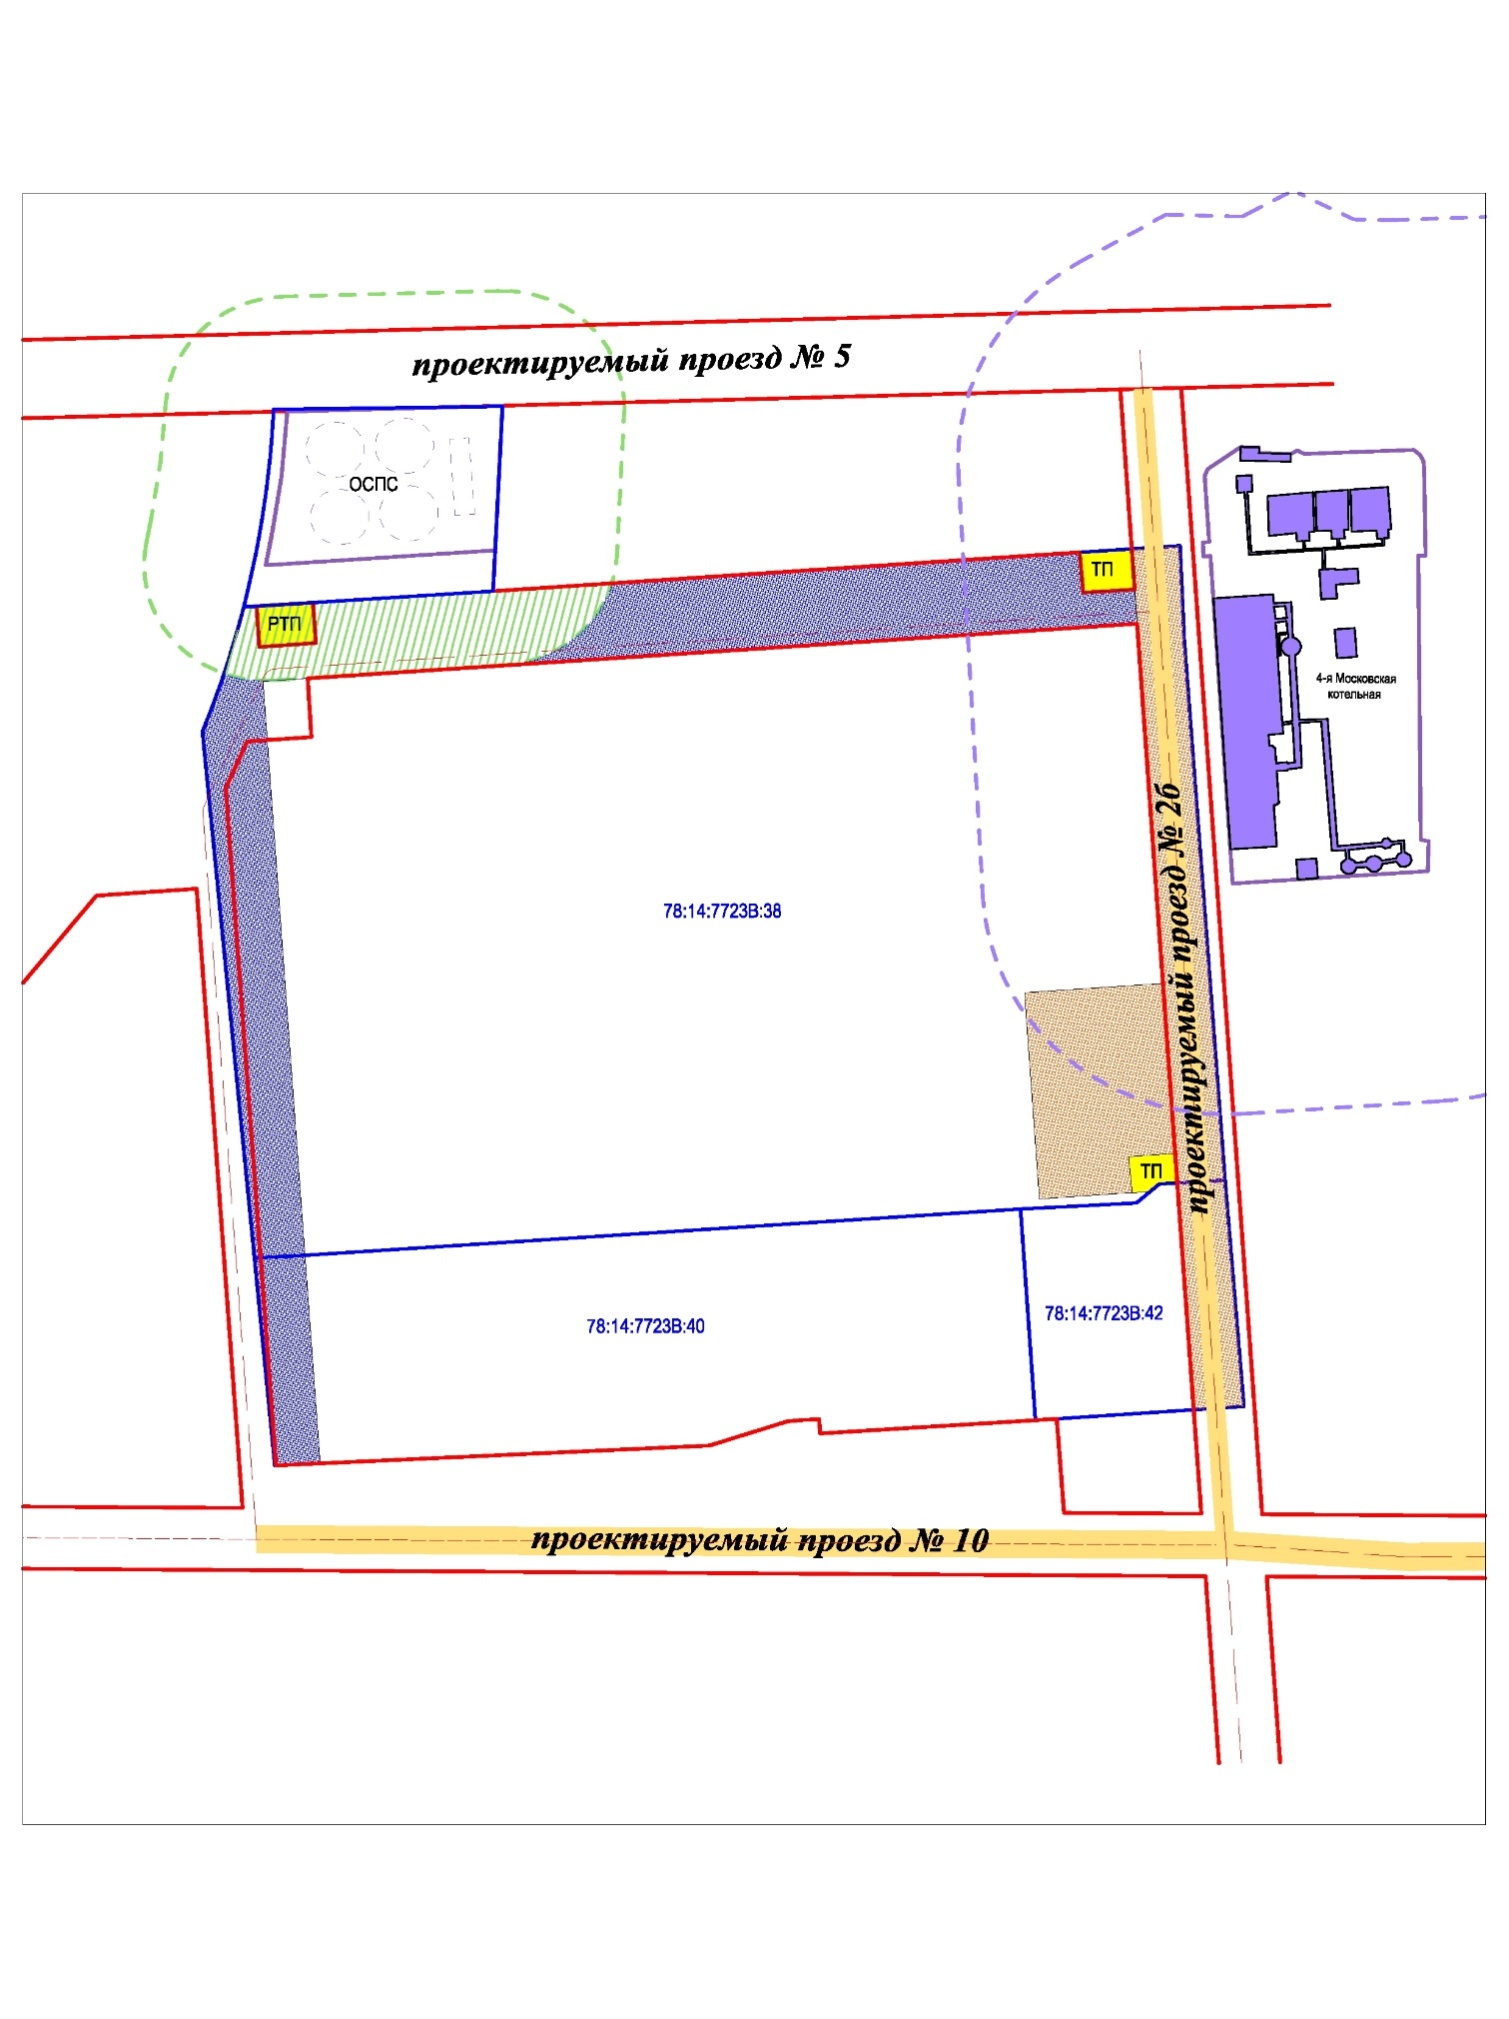 проектируемый проезд № 5
ОСПС
ТП
РТП
4-я Московская
котельная
проектируемый проезд № 2б
78:14:7723В:38
ТП
78:14:7723В:42
78:14:7723В:40
проектируемый проезд № 10